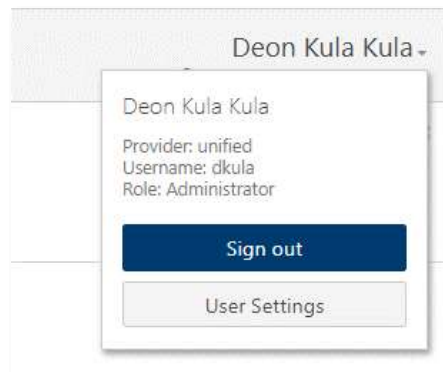 Deon Kula Kula
Deon Kula Kula
Provider: unified
Username: dkula
Role: Administrator
Sign out
User Settings